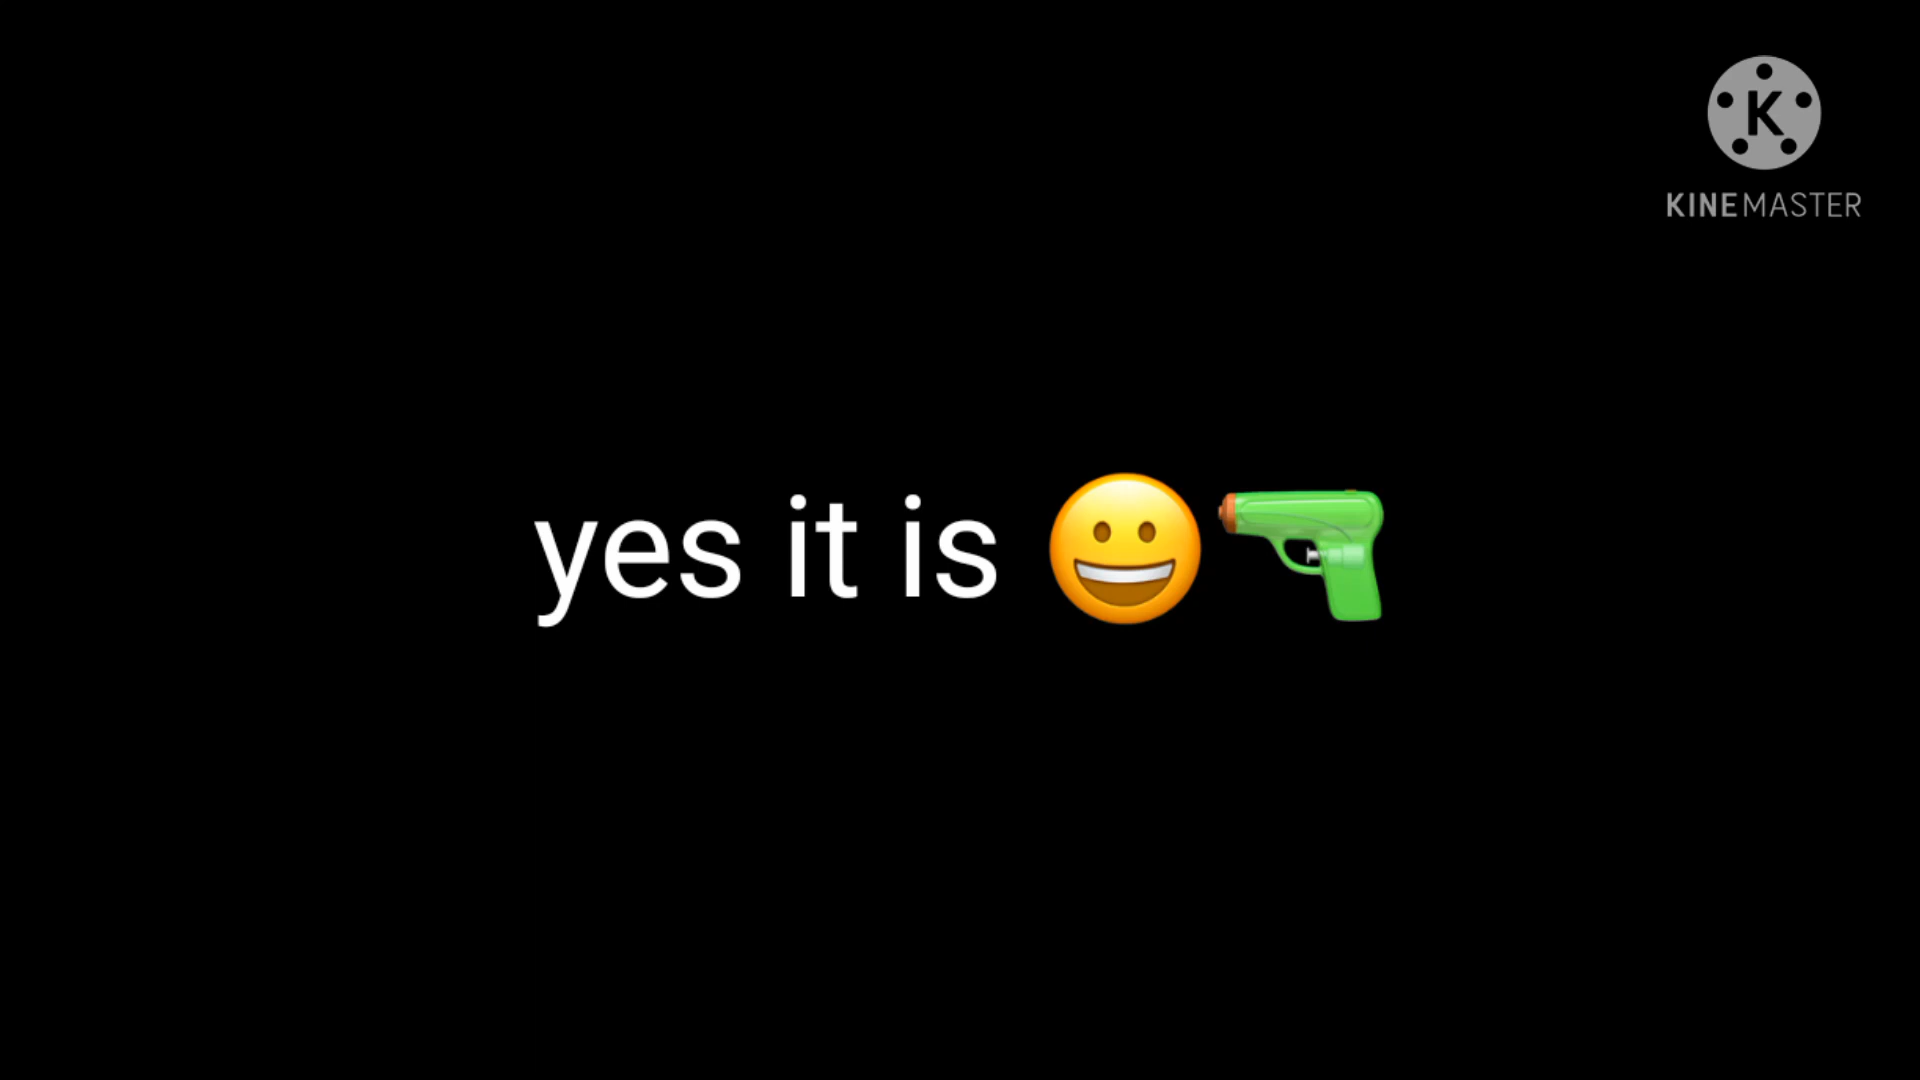 K
KINEMASTER
yes it is 😀🔫